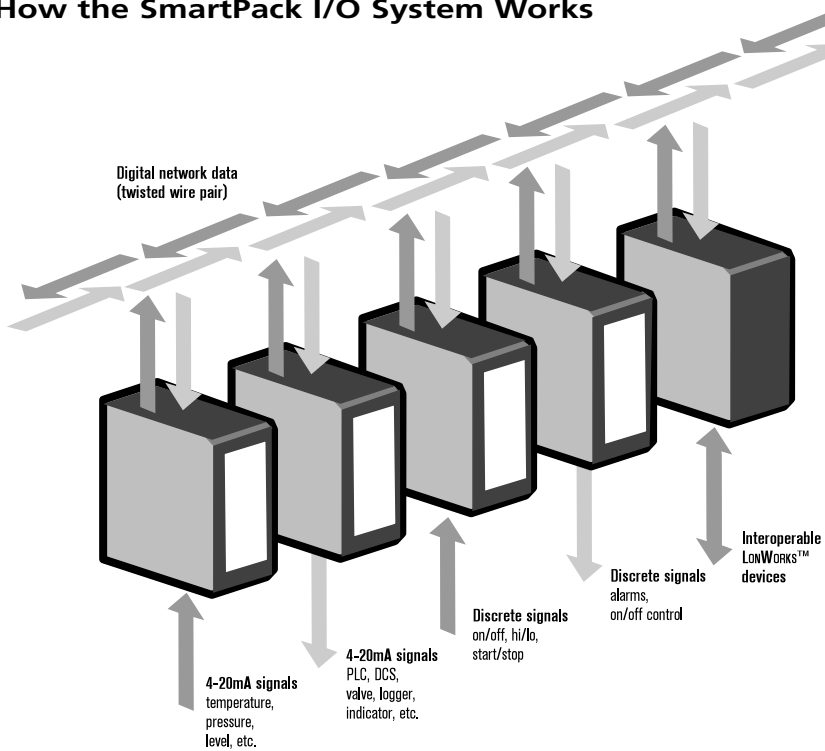 How the SmartPack I/O System Works
Digital network data
(twisted wire pair)
4-20mA signals
temperature,
pressure,
level, etc.
4-20mA signals
PLC, DCS,
valve, logger,
indicator, etc.
Discrete signals
on/off, hi/lo,
start/stop
Discrete signals
alarms,
on/off control
Interoperable
LONWORKS™
devices